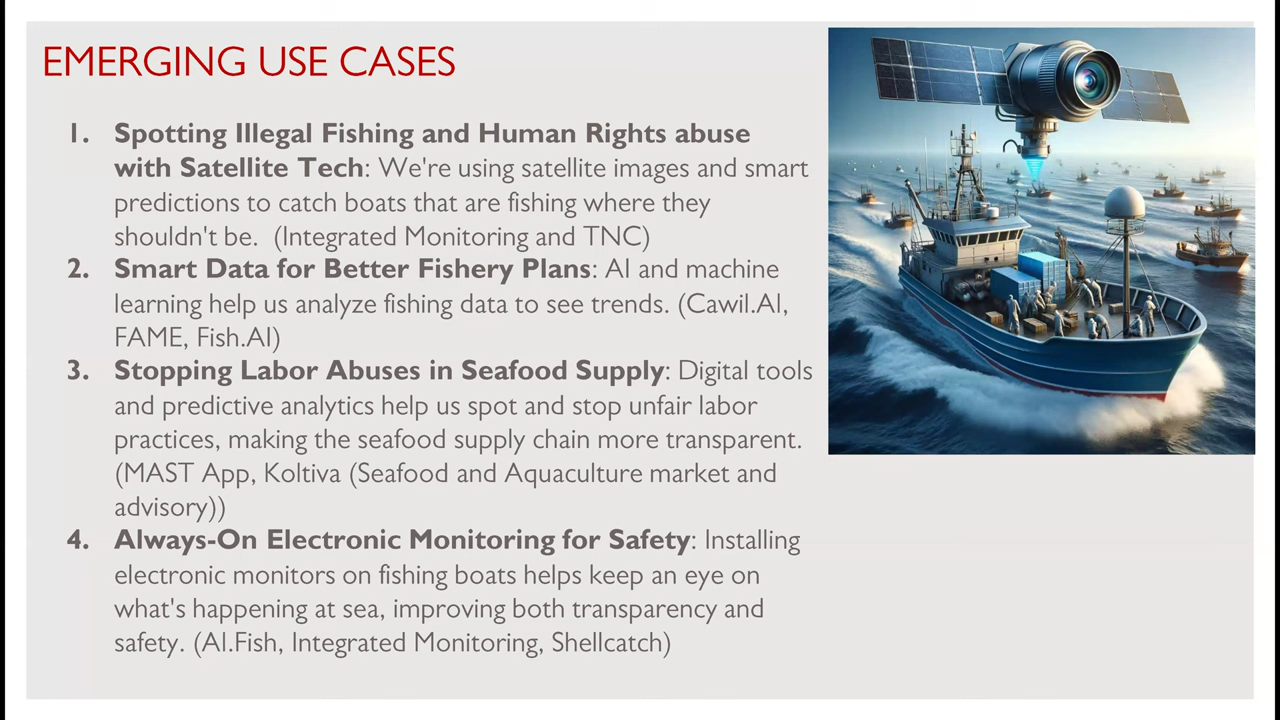 EMERGING USE CASES
1. Spotting Illegal Fishing and Human Rights abuse
with Satellite Tech: We're using satellite images and smart
predictions to catch boats that are fishing where they
shouldn't be.  (Integrated Monitoring and TNC)
2. Smart Data for Better Fishery Plans: AI and machine
learning help us analyze fishing data to see trends. (Cawil.AI,
FAME, Fish.AI)
3. Stopping Labor Abuses in Seafood Supply: Digital tools
and predictive analytics help us spot and stop unfair labor
practices, making the seafood supply chain more transparent.
(MAST App, Koltiva (Seafood and Aquaculture market and
advisory))
4. Always-On Electronic Monitoring for Safety: Installing
electronic monitors on fishing boats helps keep an eye on
what's happening at sea, improving both transparency and
safety. (AI.Fish, Integrated Monitoring, Shellcatch)